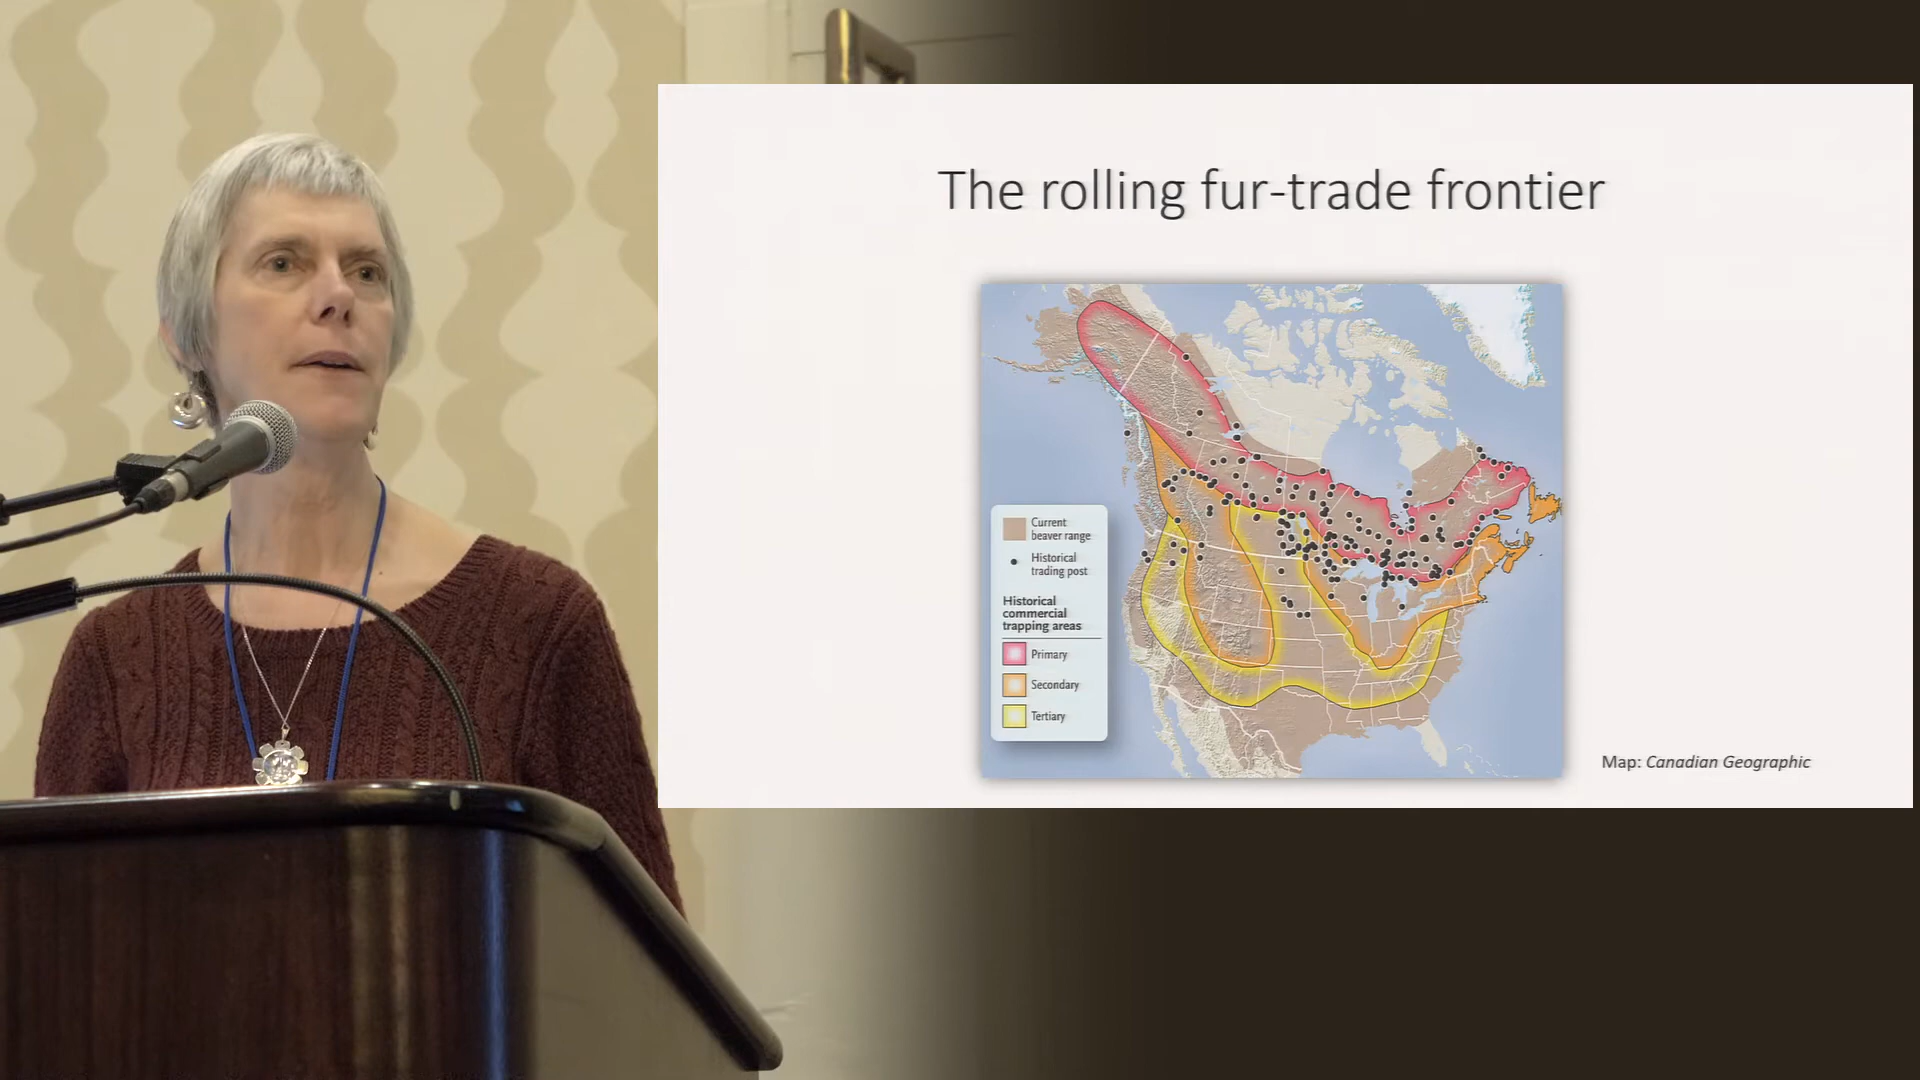 The rolling fur-trade frontier
Current
beaver range
Historical
trading post
Historical
commercial
trapping areas
Primary
Secondary
Tertiary
Map: Canadian Geographic